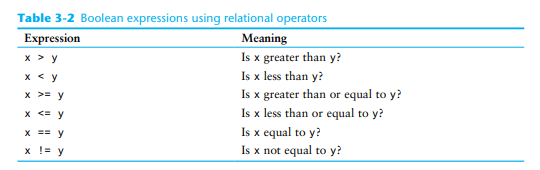 Table 3-2 Boolean expressions using relational operators
Expression Meaning
x > y Is x greater than y?
x < y Is x less than y?
x >= y Is x greater than or equal to y?
x <= y Is x less than or equal to y?
x == y Is x equal to y?
x != y Is x not equal to y?